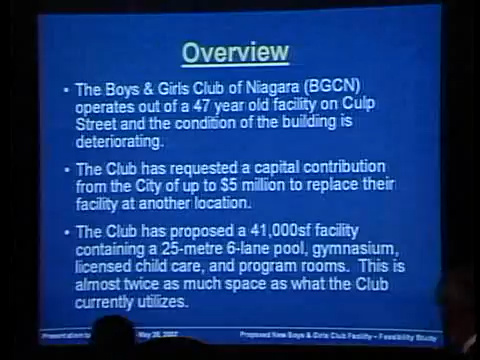 Overview
• The Boys & Girls Club of Niagara (BGCN)
operates out of a 47 year old facility on Culp
Street and the condition of the building is
deteriorating.
• The Club has requested a capital contribution
from the City of up to $5 million to replace their
facility at another location.
• The Club has proposed a 41,000sf facility
containing a 25-metre 6-lane pool, gymnasium,
licensed child care, and program rooms. This is
almost twice as much space as what the Club
currently utilizes.
Presentation May 28, 2007 Proposed New Boys & Girls Club Facility – Feasibility Study